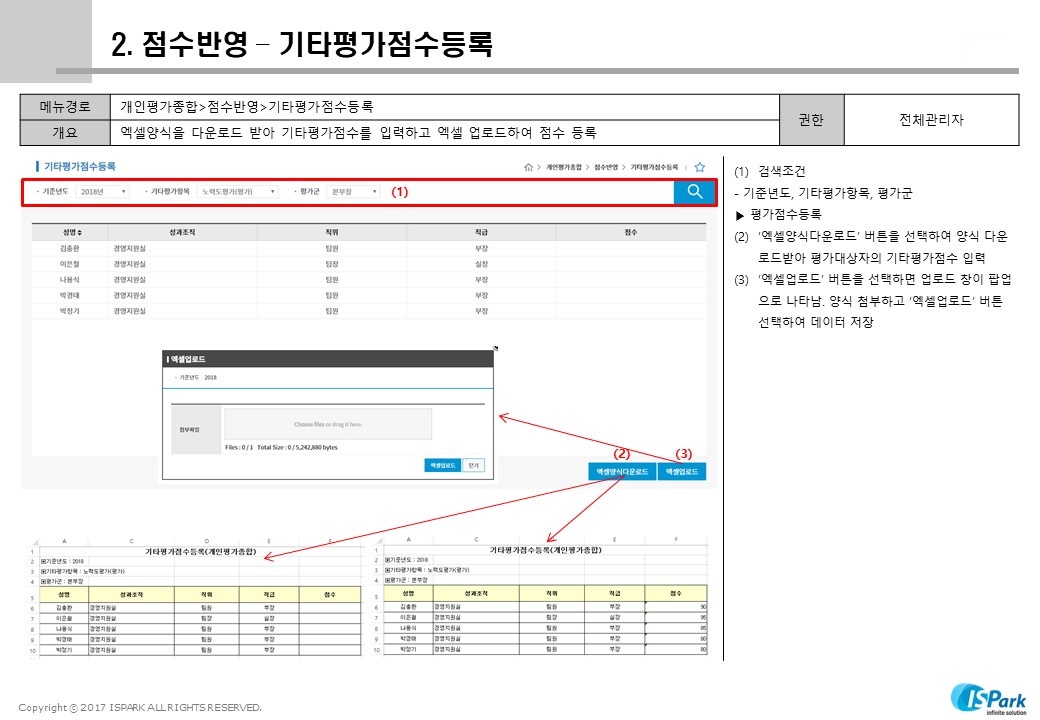 2. 점수반영 – 기타평가점수등록
메뉴경로 개인평가종합>점수반영>기타평가점수등록 권한 전체관리자
개요 엑셀양식을 다운로드 받아 기타평가점수를 입력하고 엑셀 업로드하여 점수 등록
기타평가점수등록
> 개인평가종합 > 점수반영 > 기타평가점수등록
· 기준년도 2018년 · 기타평가항목 노력도평가(평가) · 평가군 본부장 (1)
성명 성과조직 직위 직급 점수
김충환 경영지원실 팀원 부장
이은철 경영지원실 팀장 실장
나용식 경영지원실 팀원 부장
박경태 경영지원실 팀원 부장
박정기 경영지원실 팀원 부장
엑셀업로드
· 기준년도 2018
첨부파일 Choose files or drag it here.
Files : 0 / 1 Total Size : 0 / 5,242,880 bytes
엑셀업로드 닫기
(2) (3)
엑셀양식다운로드 엑셀업로드
A C D E F
1 기타평가점수등록(개인평가종합)
2 기준년도 : 2018
3 기타평가항목 : 노력도평가(평가)
4 평가군 : 본부장
5 성명 성과조직 직위 직급 점수
6 김충환 경영지원실 팀원 부장
7 이은철 경영지원실 팀장 실장
8 나용식 경영지원실 팀원 부장
9 박경태 경영지원실 팀원 부장
10 박정기 경영지원실 팀원 부장
A C D E F
1 기타평가점수등록(개인평가종합)
2 기준년도 : 2018
3 기타평가항목 : 노력도평가(평가)
4 평가군 : 본부장
5 성명 성과조직 직위 직급 점수
6 김충환 경영지원실 팀원 부장 90
7 이은철 경영지원실 팀장 실장 95
8 나용식 경영지원실 팀원 부장 85
9 박경태 경영지원실 팀원 부장 80
10 박정기 경영지원실 팀원 부장 80
(1) 검색조건
- 기준년도, 기타평가항목, 평가군
▶ 평가점수등록
(2) ‘엑셀양식다운로드’ 버튼을 선택하여 양식 다운
로드받아 평가대상자의 기타평가점수 입력
(3) ‘엑셀업로드’ 버튼을 선택하면 업로드 창이 팝업
으로 나타남. 양식 첨부하고 ‘엑셀업로드’ 버튼
선택하여 데이터 저장
Copyright ⓒ 2017 ISPARK ALL RIGHTS RESERVED.
ISPark
infinite solution